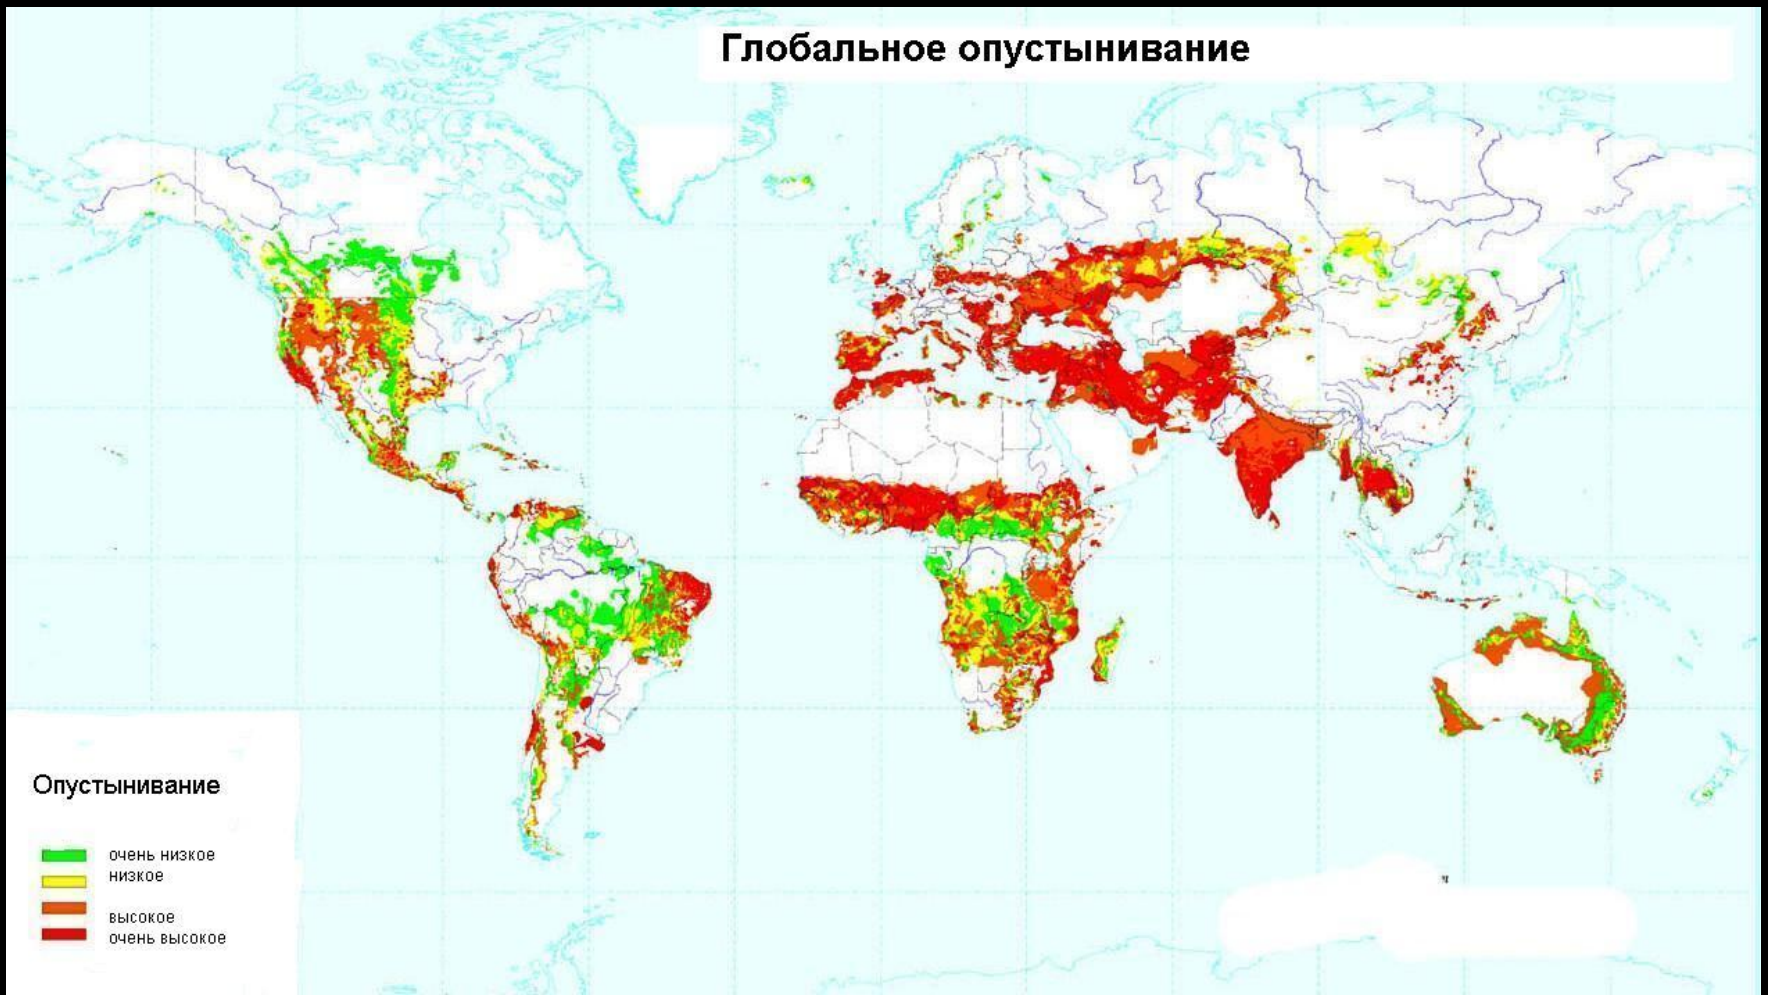 Глобальное опустынивание
Опустынивание
очень низкое
низкое
высокое
очень высокое